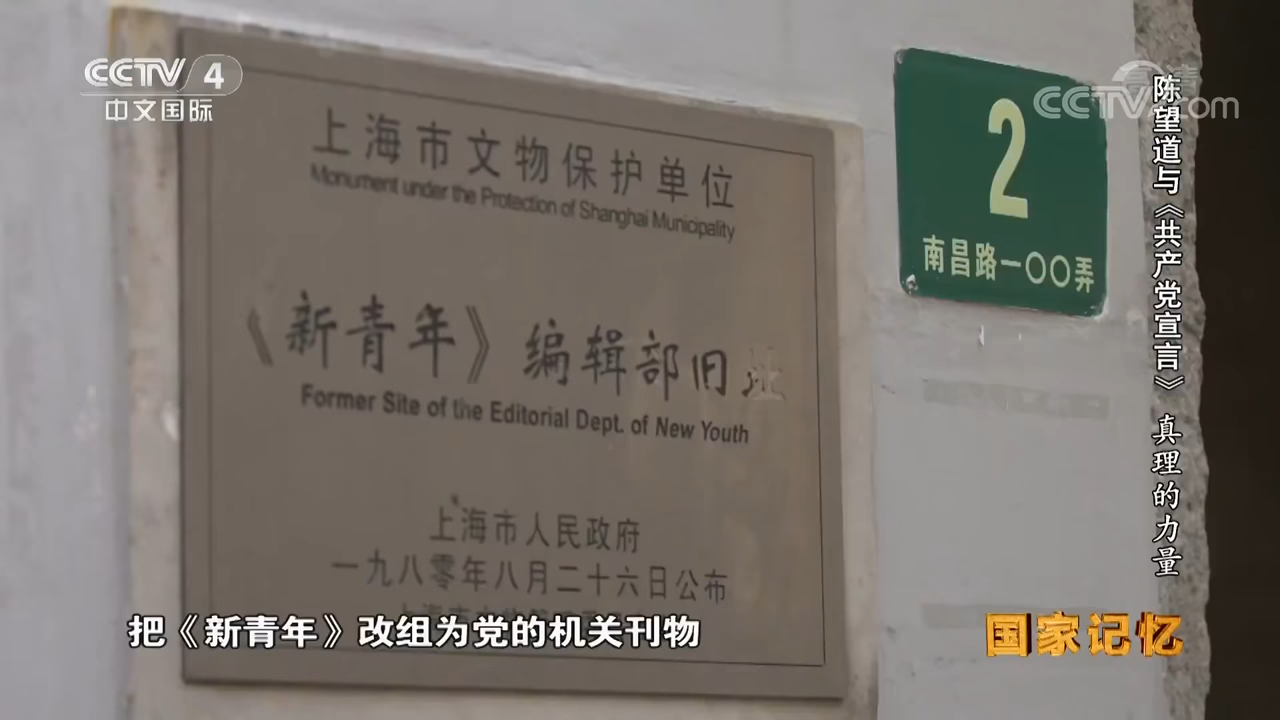 CCTV 4
中文国际
上海市文物保护单位
Monument under the Protection of Shanghai Municipality
《新青年》编辑部旧址
Former Site of the Editorial Dept. of New Youth
上海市人民政府
一九八零年八月二十六日公布
2
南昌路一〇〇弄
CCTV.com
陈望道与《共产党宣言》 真理的力量
把《新青年》改组为党的机关刊物
国家记忆